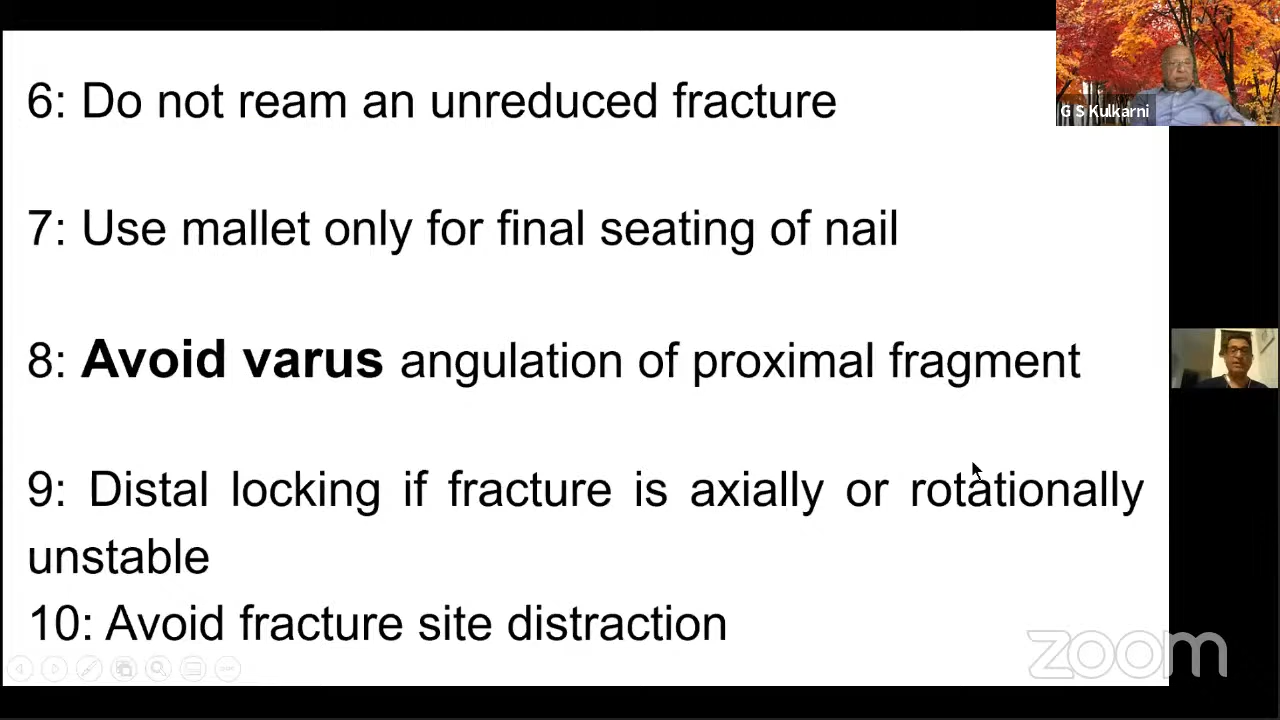 6: Do not ream an unreduced fracture
G S Kulkarni
7: Use mallet only for final seating of nail
8: Avoid varus angulation of proximal fragment
9: Distal locking if fracture is axially or rotationally
unstable
10: Avoid fracture site distraction
zoom